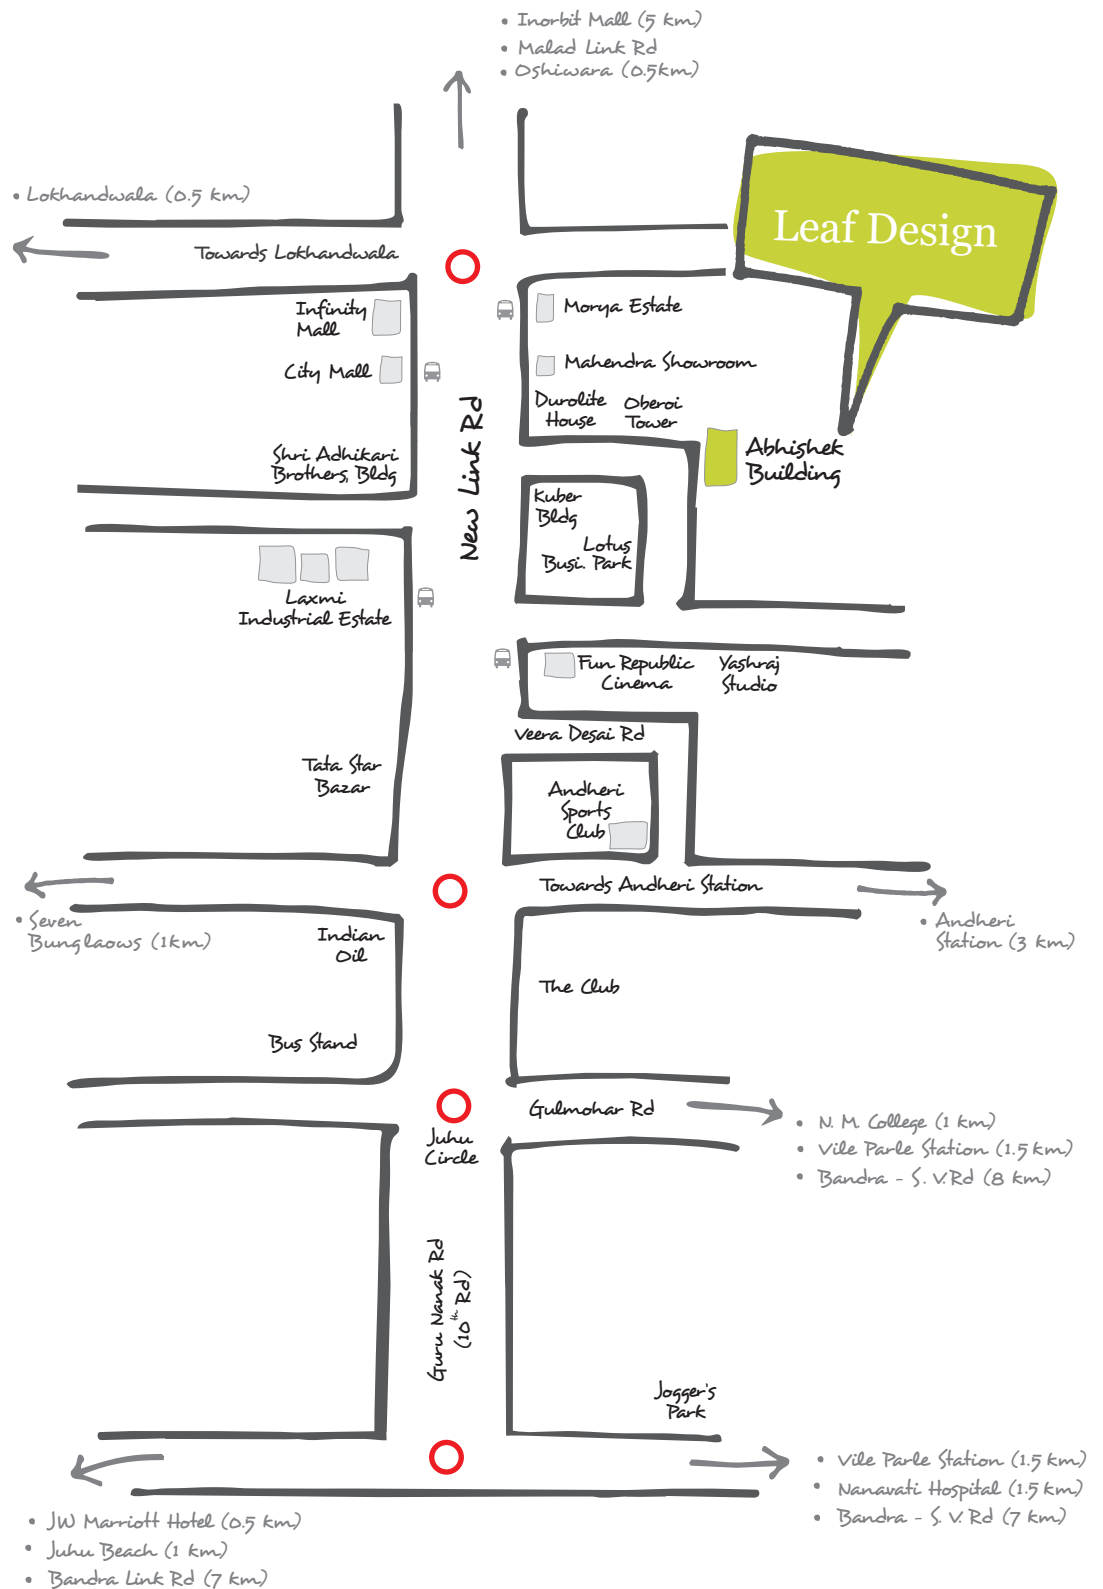 • Inorbit Mall (5 km)
• Malad Link Rd
• Oshiwara (0.5km)
• Lokhandwala (0.5 km)
Towards Lokhandwala
Leaf Design
Infinity
Mall
City Mall
Morya Estate
Mahendra Showroom
Durolite
House
Oberoi
Tower
Shri Adhikari
Brothers, Bldg
New Link Rd
Abhishek
Building
Kuber
Bldg
Lotus
Busi. Park
Laxmi
Industrial Estate
Fun Republic
Cinema
Yashraj
Studio
Veera Desai Rd
Tata Star
Bazar
Andheri
Sports
Club
Towards Andheri Station
• Seven
Bunglaows (1km)
• Andheri
Station (3 km)
Indian
Oil
The Club
Bus Stand
Gulmohar Rd
Juhu
Circle
• N. M. College (1 km)
• Vile Parle Station (1.5 km)
• Bandra - S. V.Rd (8 km)
Guru Nanak Rd
(10th Rd)
Jogger's
Park
• Vile Parle Station (1.5 km)
• Nanavati Hospital (1.5 km)
• Bandra - S. V. Rd (7 km)
• JW Marriott Hotel (0.5 km)
• Juhu Beach (1 km)
• Bandra Link Rd (7 km)